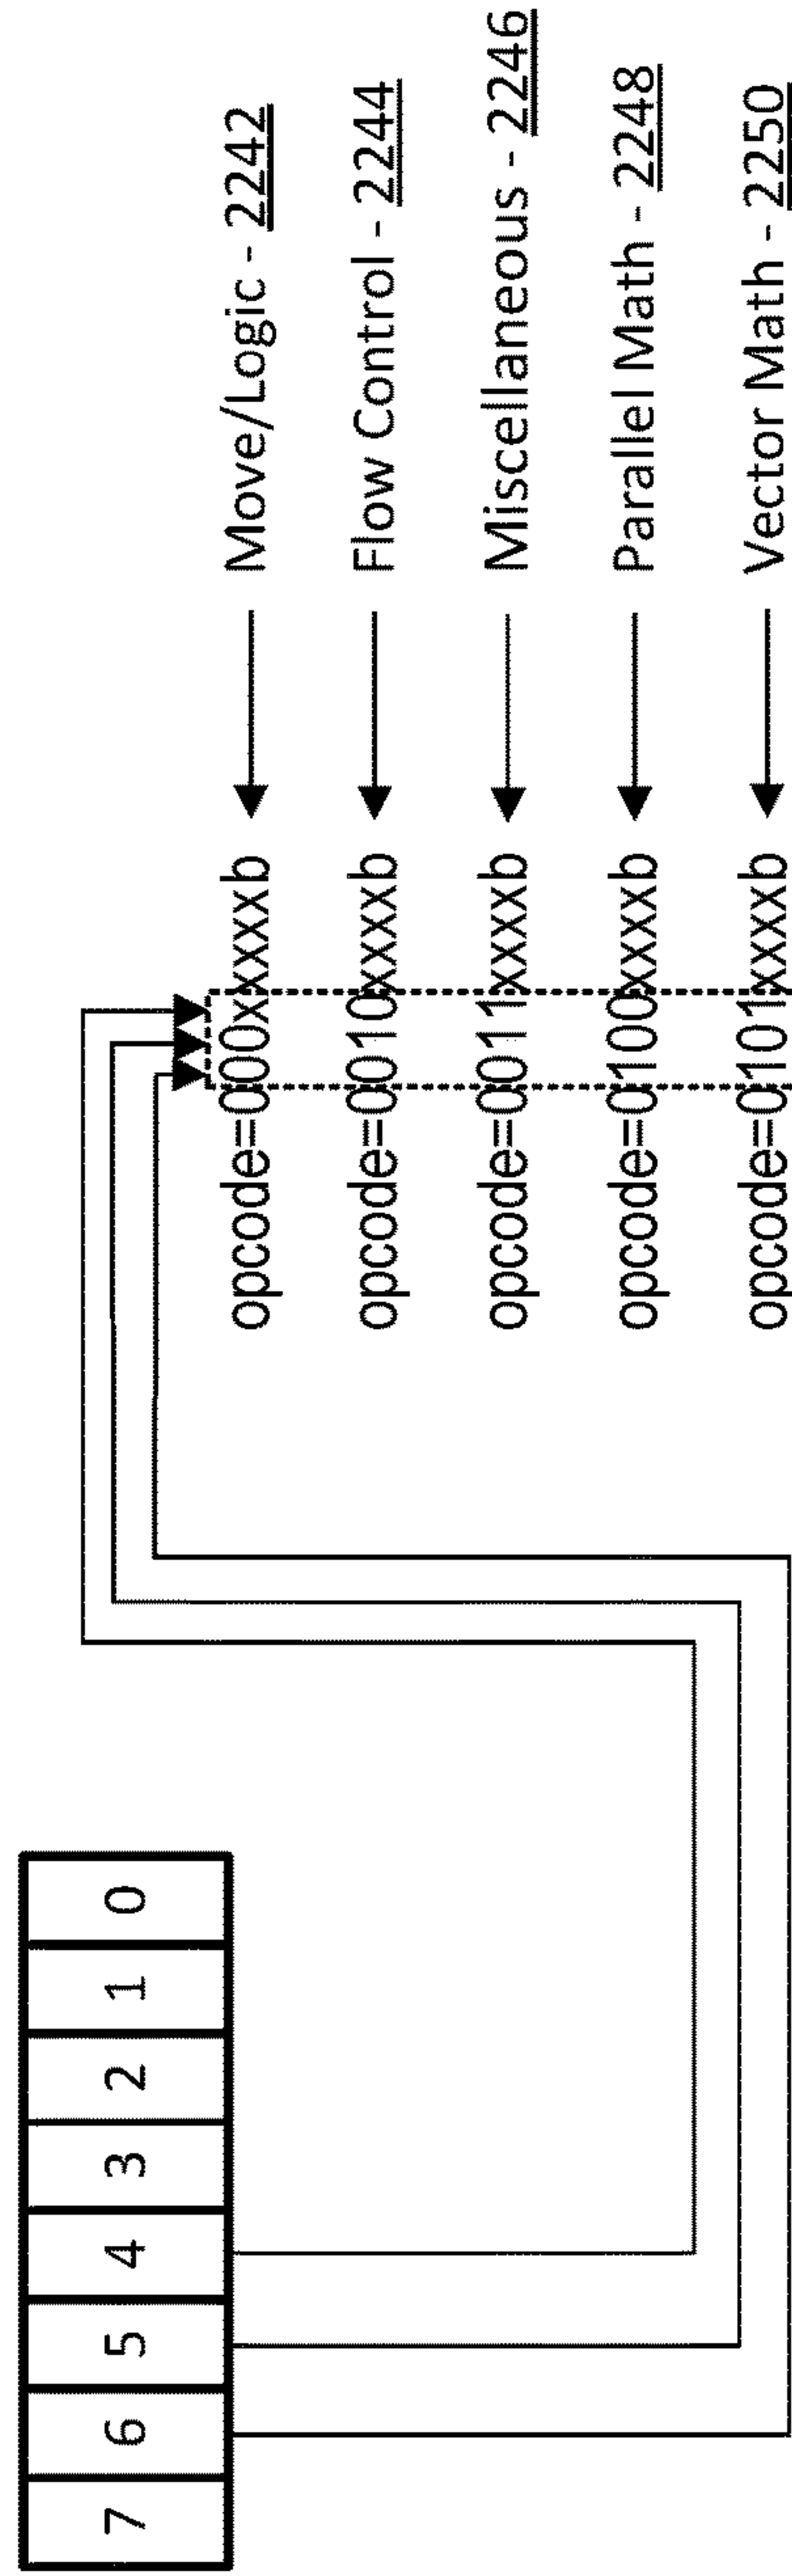 7 6 5 4 3 2 1 0
opcode=000xxxxxb Move/Logic - 2242
opcode=0010xxxxb Flow Control - 2244
opcode=0011xxxxb Miscellaneous - 2246
opcode=0100xxxxb Parallel Math - 2248
opcode=0101xxxxb Vector Math - 2250